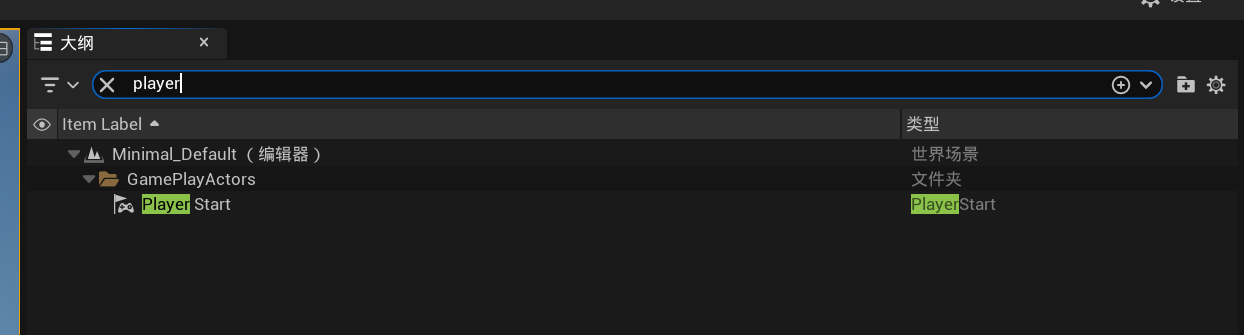 大纲
player
Item Label 类型
Minimal_Default（编辑器） 世界场景
GamePlayActors 文件夹
Player Start PlayerStart